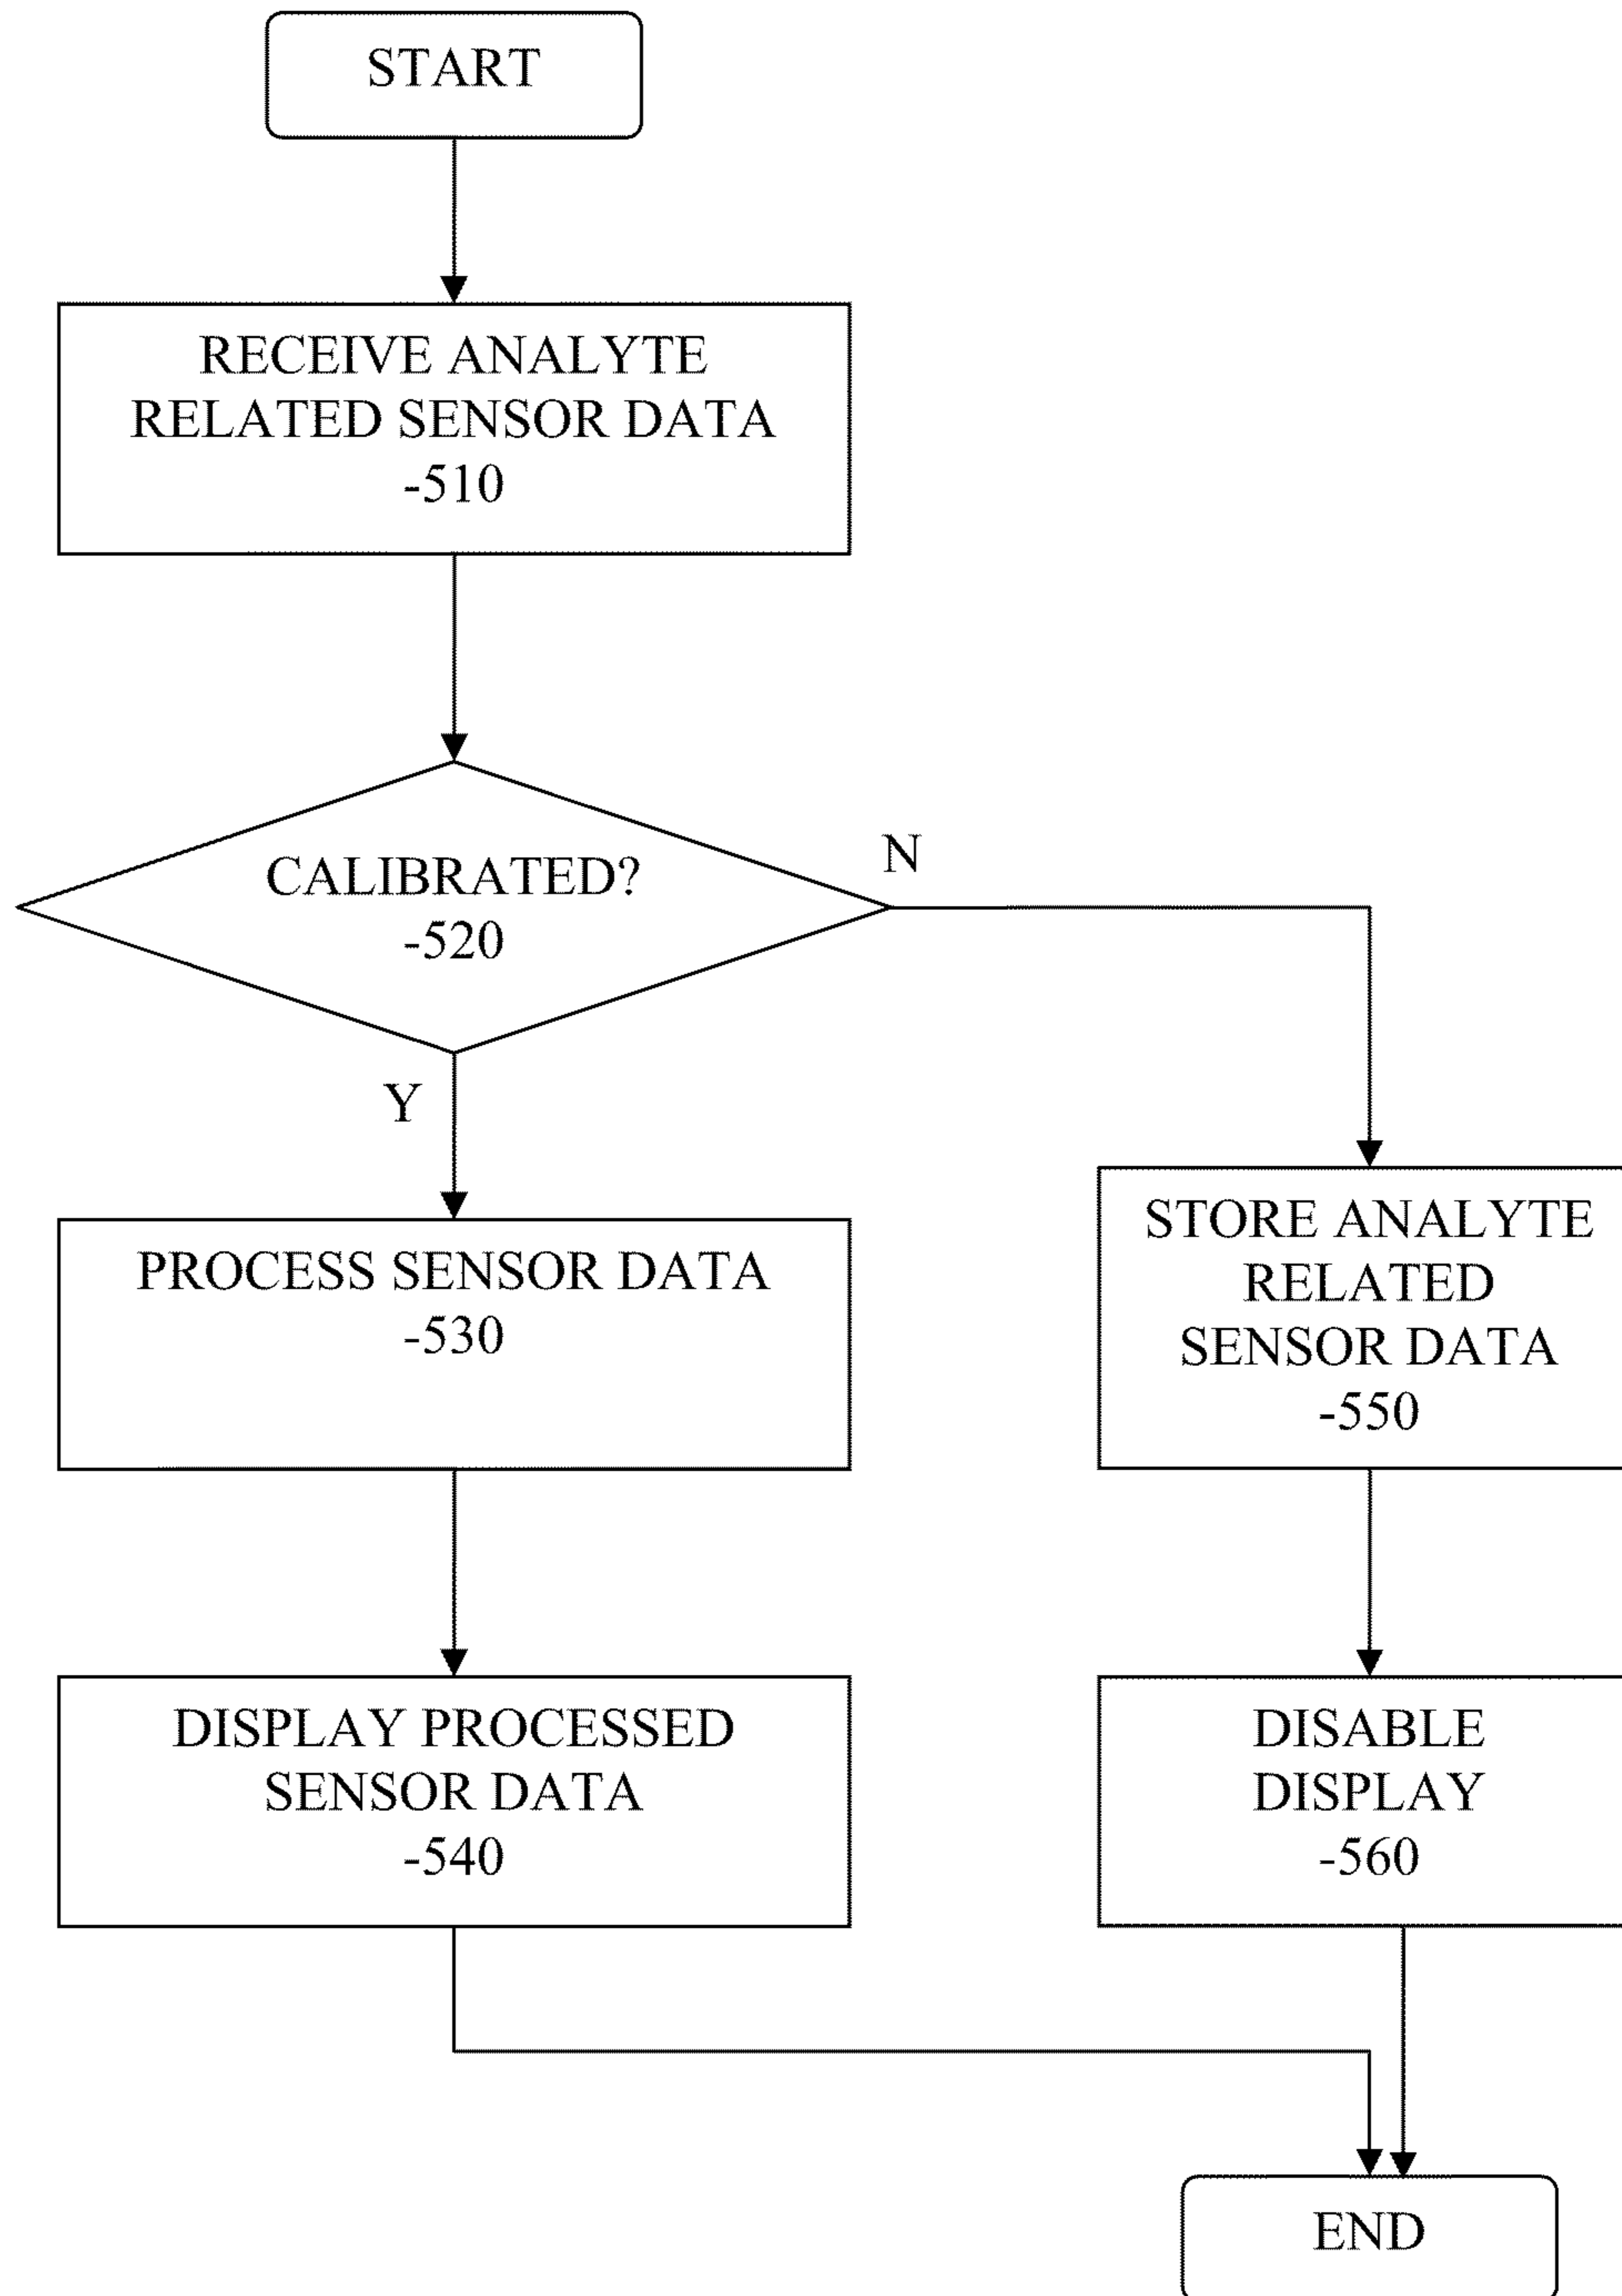 START
RECEIVE ANALYTE
RELATED SENSOR DATA
-510
CALIBRATED?
-520
N
Y
PROCESS SENSOR DATA
-530
STORE ANALYTE
RELATED
SENSOR DATA
-550
DISPLAY PROCESSED
SENSOR DATA
-540
DISABLE
DISPLAY
-560
END